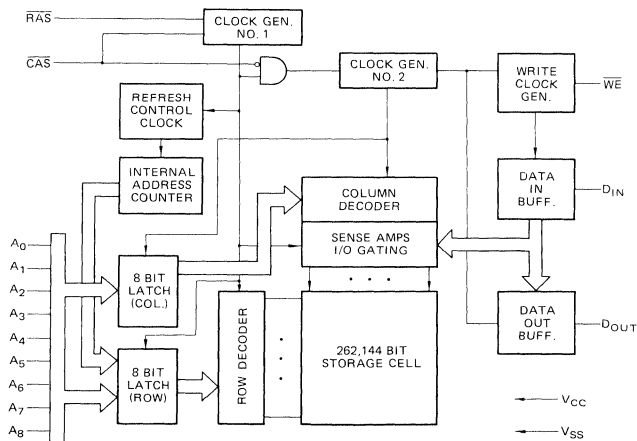 RAS
CLOCK GEN.
NO. 1
CAS
CLOCK GEN.
NO. 2
WRITE
CLOCK
GEN.
WE
REFRESH
CONTROL
CLOCK
INTERNAL
ADDRESS
COUNTER
DATA
IN
BUFF.
DIN
COLUMN
DECODER
SENSE AMPS
I/O GATING
A0
A1
A2
A3
A4
A5
A6
A7
A8
8 BIT
LATCH
(COL.)
8 BIT
LATCH
(ROW)
ROW DECODER
262,144 BIT
STORAGE CELL
DATA
OUT
BUFF.
DOUT
VCC
VSS